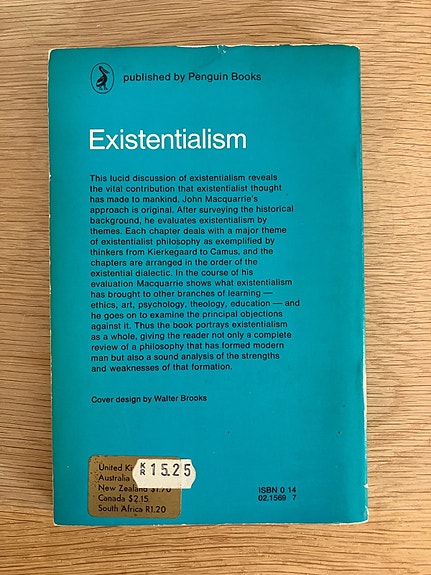 published by Penguin Books
Existentialism
This lucid discussion of existentialism reveals
the vital contribution that existentialist thought
has made to mankind. John Macquarrie's
approach is original. After surveying the historical
background, he evaluates existentialism by
themes. Each chapter deals with a major theme
of existentialist philosophy as exemplified by
thinkers from Kierkegaard to Camus, and the
chapters are arranged in the order of the
existential dialectic. In the course of his
evaluation Macquarrie shows what existentialism
has brought to other branches of learning —
ethics, art, psychology, theology, education — and
he goes on to examine the principal objections
against it. Thus the book portrays existentialism
as a whole, giving the reader not only a complete
review of a philosophy that has formed modern
man but also a sound analysis of the strengths
and weaknesses of that formation.
Cover design by Walter Brooks
United
Australia
New Zealand $1.70
Canada $2.15
South Africa R1.20
KR 15.25
ISBN 0 14
02.1569 7